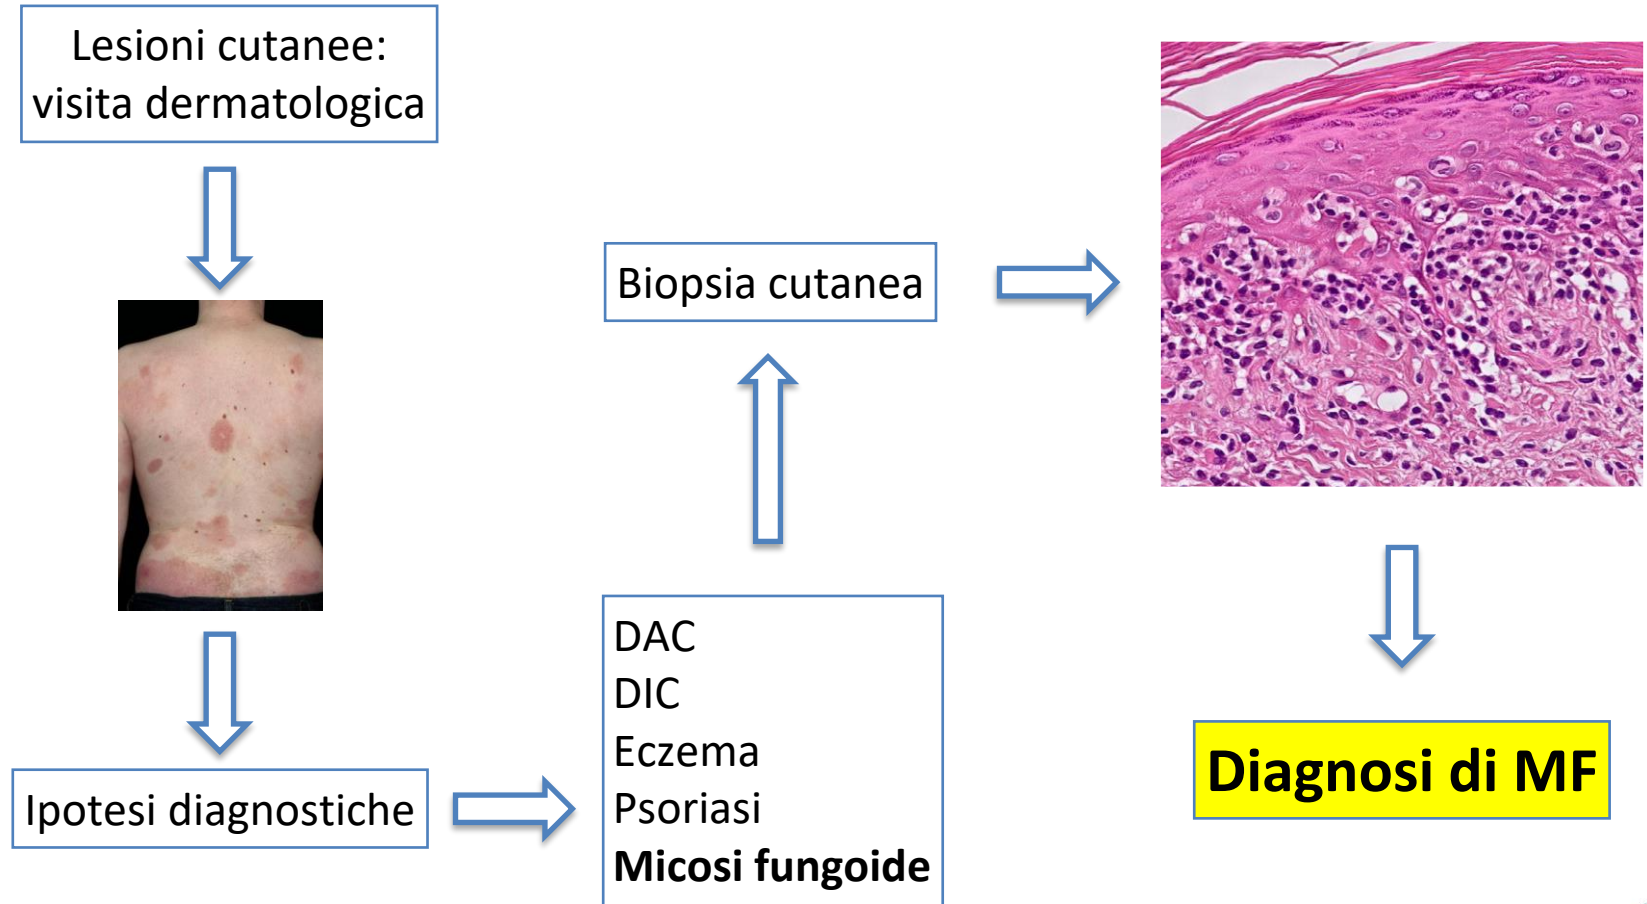 Lesioni cutanee:
visita dermatologica
Ipotesi diagnostiche
DAC
DIC
Eczema
Psoriasi
Micosi fungoide
Biopsia cutanea
Diagnosi di MF